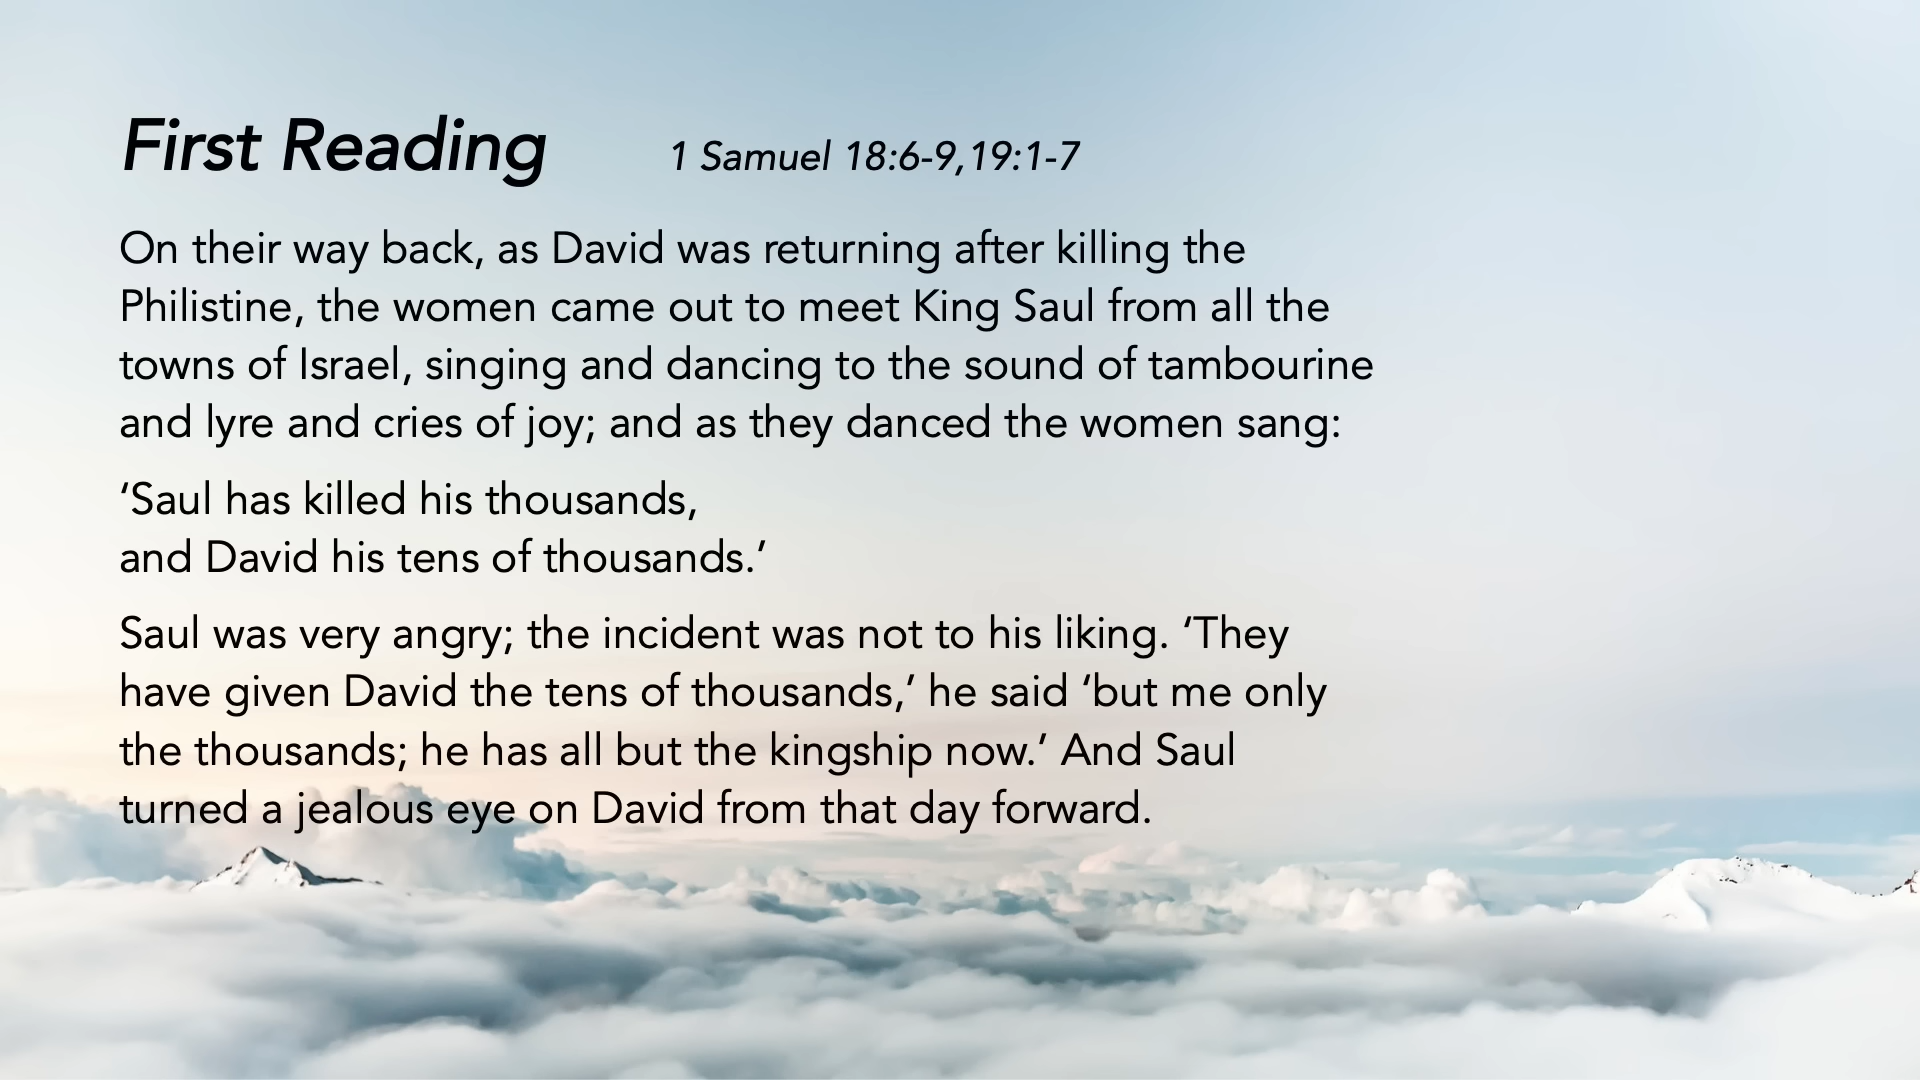 First Reading 1 Samuel 18:6-9,19:1-7
On their way back, as David was returning after killing the
Philistine, the women came out to meet King Saul from all the
towns of Israel, singing and dancing to the sound of tambourine
and lyre and cries of joy; and as they danced the women sang:
‘Saul has killed his thousands,
and David his tens of thousands.’
Saul was very angry; the incident was not to his liking. ‘They
have given David the tens of thousands,’ he said ‘but me only
the thousands; he has all but the kingship now.’ And Saul
turned a jealous eye on David from that day forward.